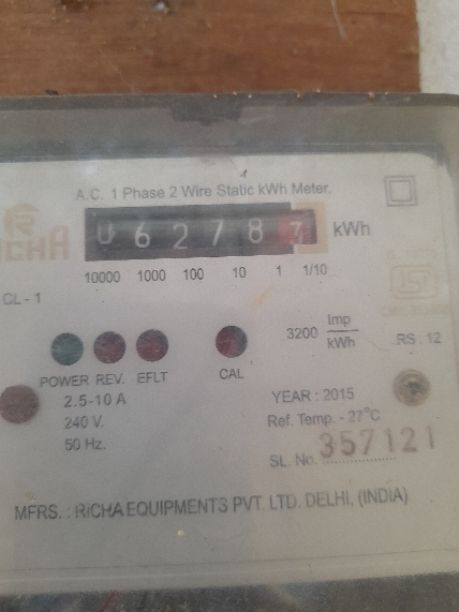 A.C. 1 Phase 2 Wire Static kWh Meter.
RICHA
0 6 2 7 8 7 kWh
10000 1000 100 10 1 1/10
CL - 1
3200 Imp
kWh
RS : 12
POWER REV. EFLT CAL
2.5-10 A
240 V.
50 Hz.
YEAR : 2015
Ref. Temp. - 27°C
SL. No. 357121
MFRS. : RICHA EQUIPMENTS PVT. LTD. DELHI, (INDIA)